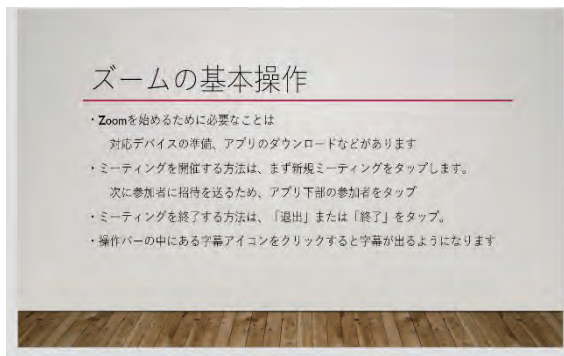 ズームの基本操作
・Zoomを始めるために必要なことは
対応デバイスの準備、アプリのダウンロードなどがあります
・ミーティングを開催する方法は、まず新規ミーティングをタップします。
次に参加者に招待を送るため、アプリ下部の参加者をタップ
・ミーティングを終了する方法は、「退出」または「終了」をタップ。
・操作バーの中にある字幕アイコンをクリックすると字幕が出るようになります